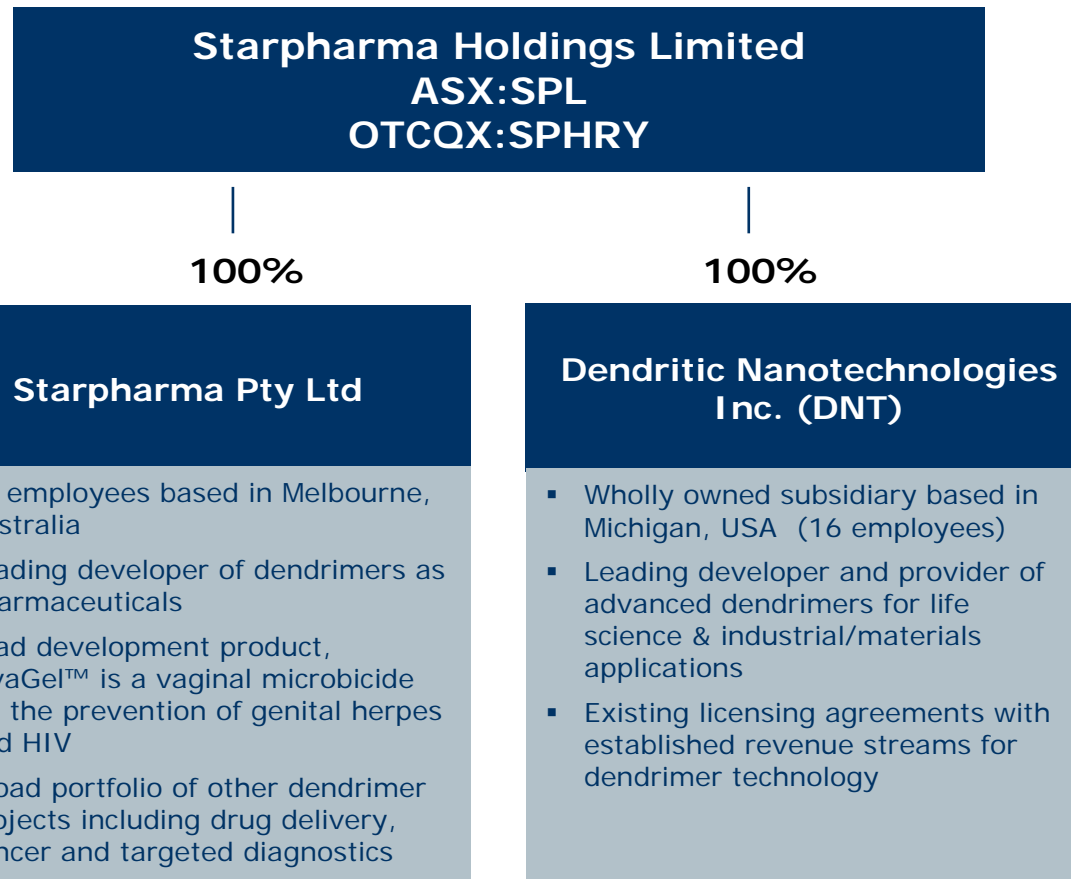 Starpharma Holdings Limited
ASX:SPL
OTCQX:SPHRY
100%
100%
Starpharma Pty Ltd
employees based in Melbourne,
stralia
ading developer of dendrimers as
armaceuticals
ad development product,
vaGel™ is a vaginal microbicide
the prevention of genital herpes
d HIV
oad portfolio of other dendrimer
ojects including drug delivery,
ncer and targeted diagnostics
Dendritic Nanotechnologies
Inc. (DNT)
▪ Wholly owned subsidiary based in
Michigan, USA (16 employees)
▪ Leading developer and provider of
advanced dendrimers for life
science & industrial/materials
applications
▪ Existing licensing agreements with
established revenue streams for
dendrimer technology